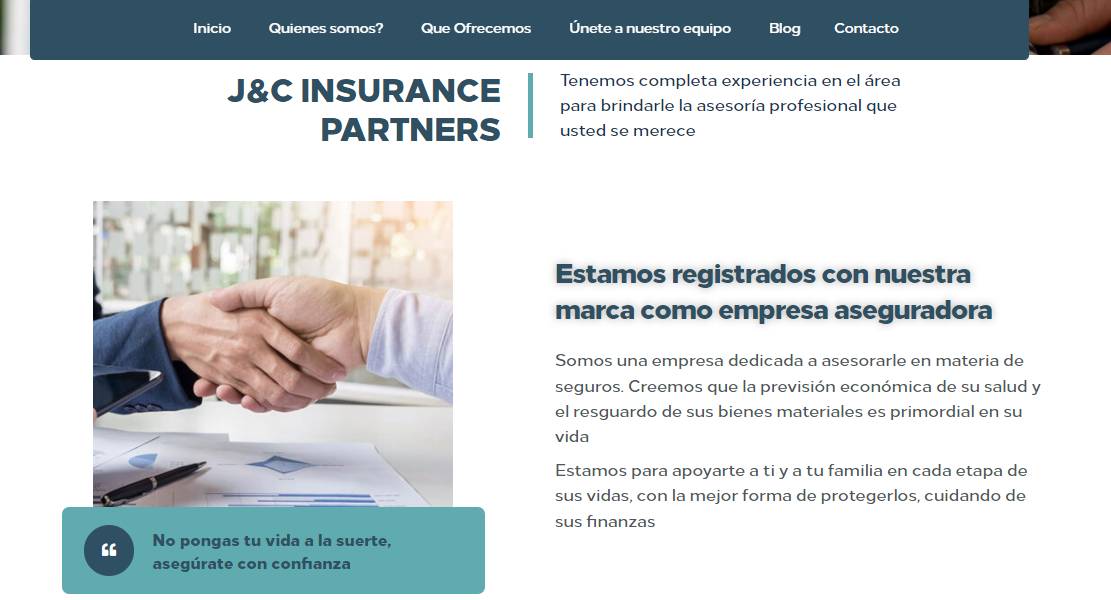 Inicio Quienes somos? Que Ofrecemos Únete a nuestro equipo Blog Contacto
J&C INSURANCE
PARTNERS
Tenemos completa experiencia en el área
para brindarle la asesoría profesional que
usted se merece
Estamos registrados con nuestra
marca como empresa aseguradora
Somos una empresa dedicada a asesorarle en materia de
seguros. Creemos que la previsión económica de su salud y
el resguardo de sus bienes materiales es primordial en su
vida
Estamos para apoyarte a ti y a tu familia en cada etapa de
sus vidas, con la mejor forma de protegerlos, cuidando de
sus finanzas
No pongas tu vida a la suerte,
asegúrate con confianza